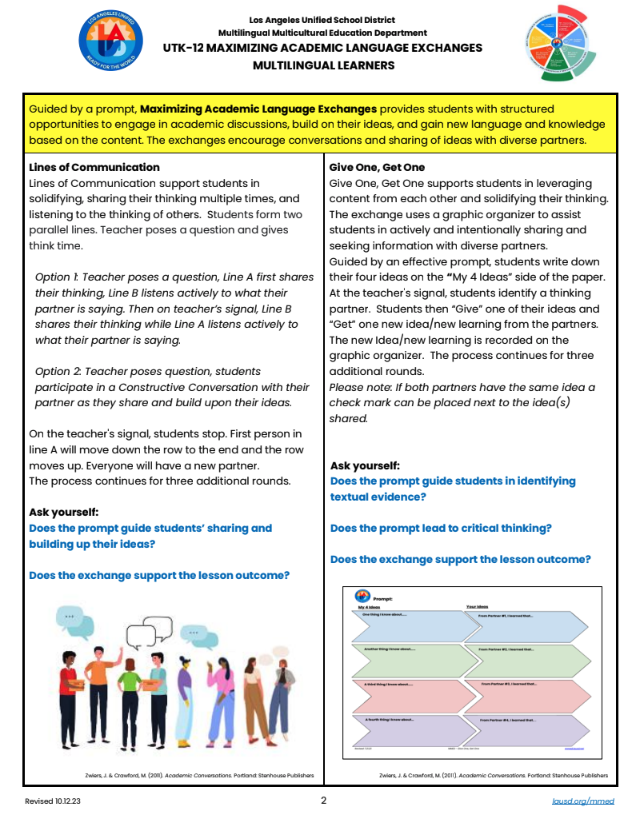 Los Angeles Unified School District
Multilingual Multicultural Education Department
UTK-12 MAXIMIZING ACADEMIC LANGUAGE EXCHANGES
MULTILINGUAL LEARNERS
LOS ANGELES UNIFIED
READY FOR THE WORLD
Guided by a prompt, Maximizing Academic Language Exchanges provides students with structured
opportunities to engage in academic discussions, build on their ideas, and gain new language and knowledge
based on the content. The exchanges encourage conversations and sharing of ideas with diverse partners.
Lines of Communication
Lines of Communication support students in
solidifying, sharing their thinking multiple times, and
listening to the thinking of others. Students form two
parallel lines. Teacher poses a question and gives
think time.
Option 1: Teacher poses a question, Line A first shares
their thinking, Line B listens actively to what their
partner is saying. Then on teacher's signal, Line B
shares their thinking while Line A listens actively to
what their partner is saying.
Option 2: Teacher poses question, students
participate in a Constructive Conversation with their
partner as they share and build upon their ideas.
On the teacher's signal, students stop. First person in
line A will move down the row to the end and the row
moves up. Everyone will have a new partner.
The process continues for three additional rounds.
Ask yourself:
Does the prompt guide students' sharing and
building up their ideas?
Does the exchange support the lesson outcome?
Zwiers, J. & Crawford, M. (2011). Academic Conversations. Portland: Stenhouse Publishers
Give One, Get One
Give One, Get One supports students in leveraging
content from each other and solidifying their thinking.
The exchange uses a graphic organizer to assist
students in actively and intentionally sharing and
seeking information with diverse partners.
Guided by an effective prompt, students write down
their four ideas on the "My 4 Ideas" side of the paper.
At the teacher's signal, students identify a thinking
partner. Students then "Give" one of their ideas and
"Get" one new idea/new learning from the partners.
The new Idea/new learning is recorded on the
graphic organizer. The process continues for three
additional rounds.
Please note: If both partners have the same idea a
check mark can be placed next to the idea(s)
shared.
Ask yourself:
Does the prompt guide students in identifying
textual evidence?
Does the prompt lead to critical thinking?
Does the exchange support the lesson outcome?
Prompt:
My 4 Ideas
Your Ideas
One thing I know about....
From Partner #1, I learned that...
Another thing I know about....
From Partner #2, I learned that...
A third thing I know about....
From Partner #3, I learned that...
A fourth thing I know about...
From Partner #4, I learned that...
Zwiers, J. & Crawford, M. (2011). Academic Conversations. Portland: Stenhouse Publishers
Revised 10.12.23
2
lausd.org/mmed